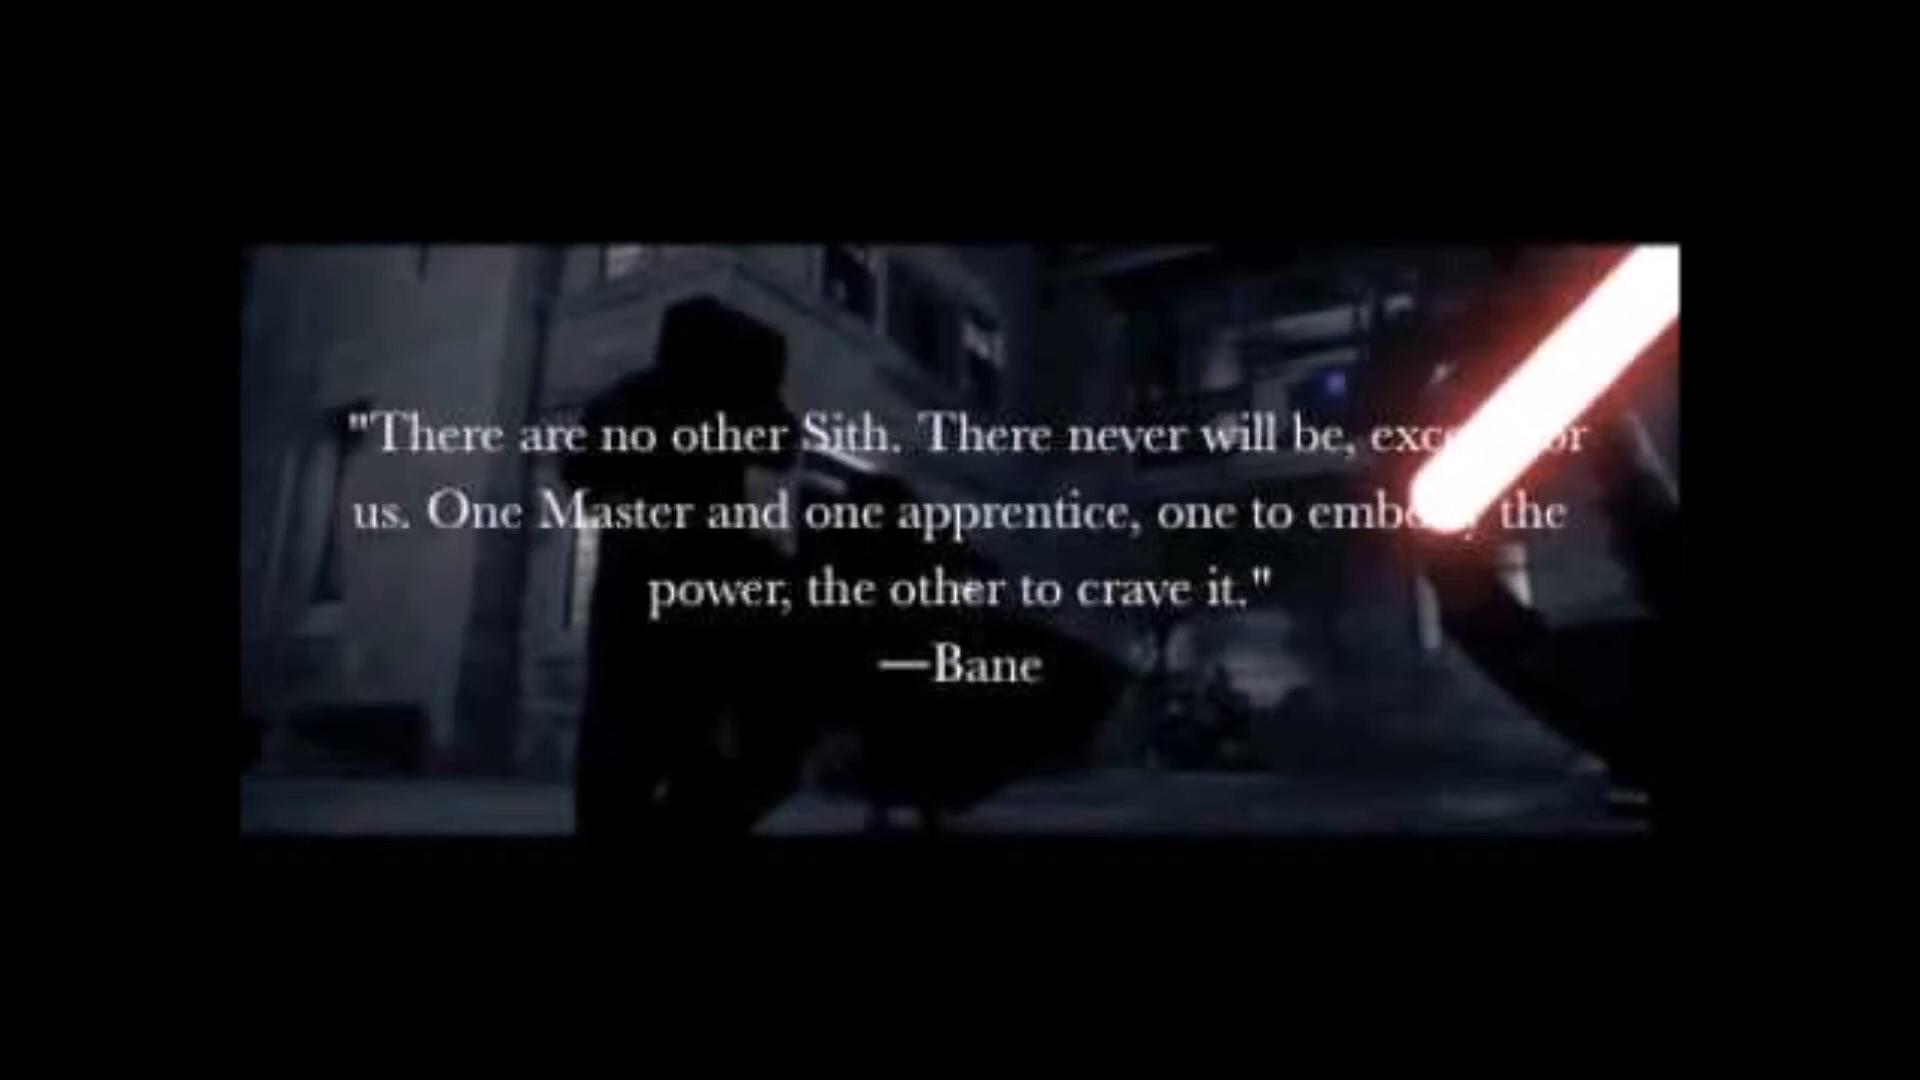 "There are no other Sith. There never will be, or
us. One Master and one apprentice, one to the
power, the other to crave it."
—Bane